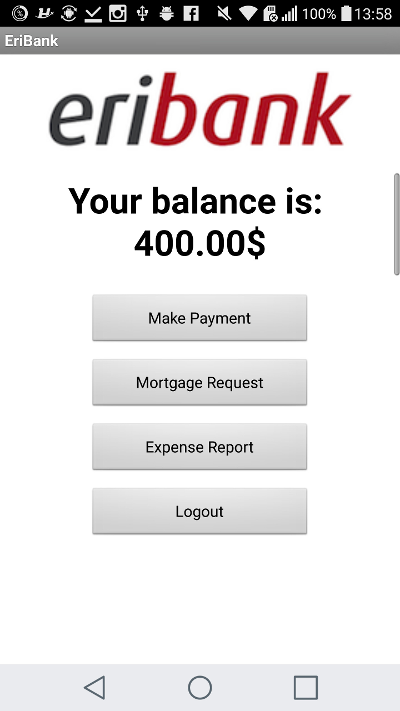 100% 13:58
EriBank
eribank
Your balance is:
400.00$
Make Payment
Mortgage Request
Expense Report
Logout